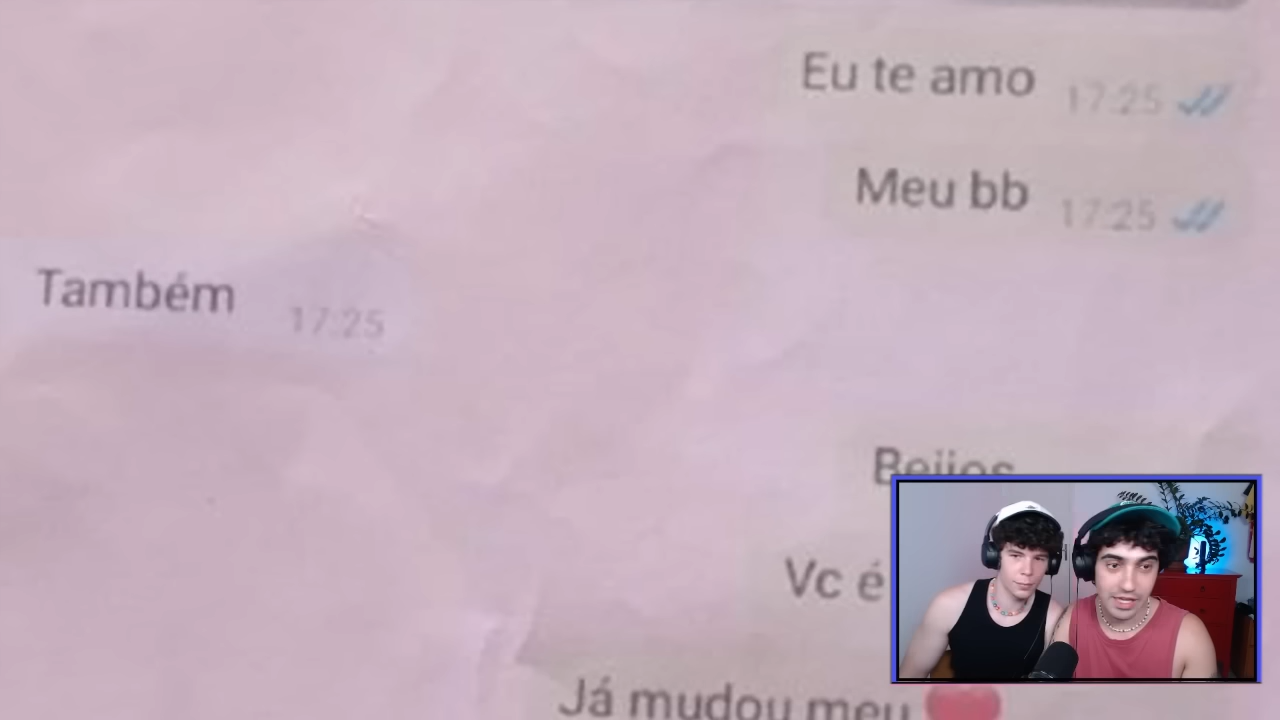 Eu te amo 17:25
Meu bb 17:25
Também 17:25
Beijos
Vc é
Já mudou meu ❤️